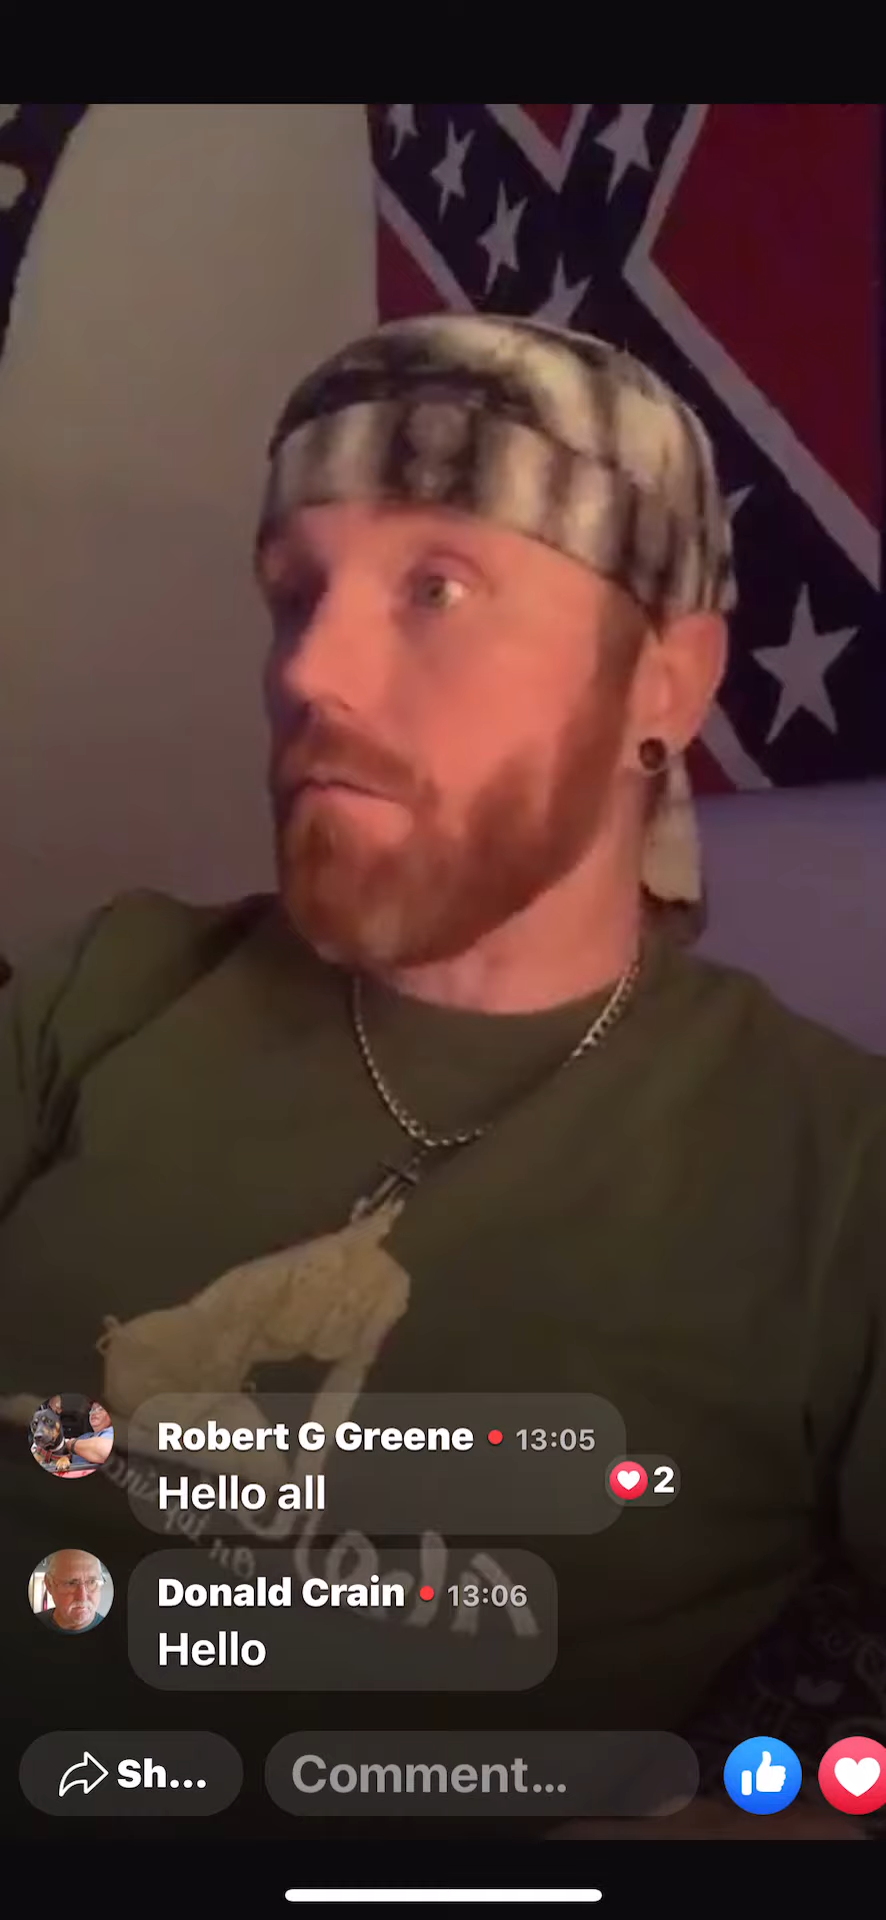 Robert G Greene • 13:05
Hello all
2
Donald Crain • 13:06
Hello
Sh...
Comment...